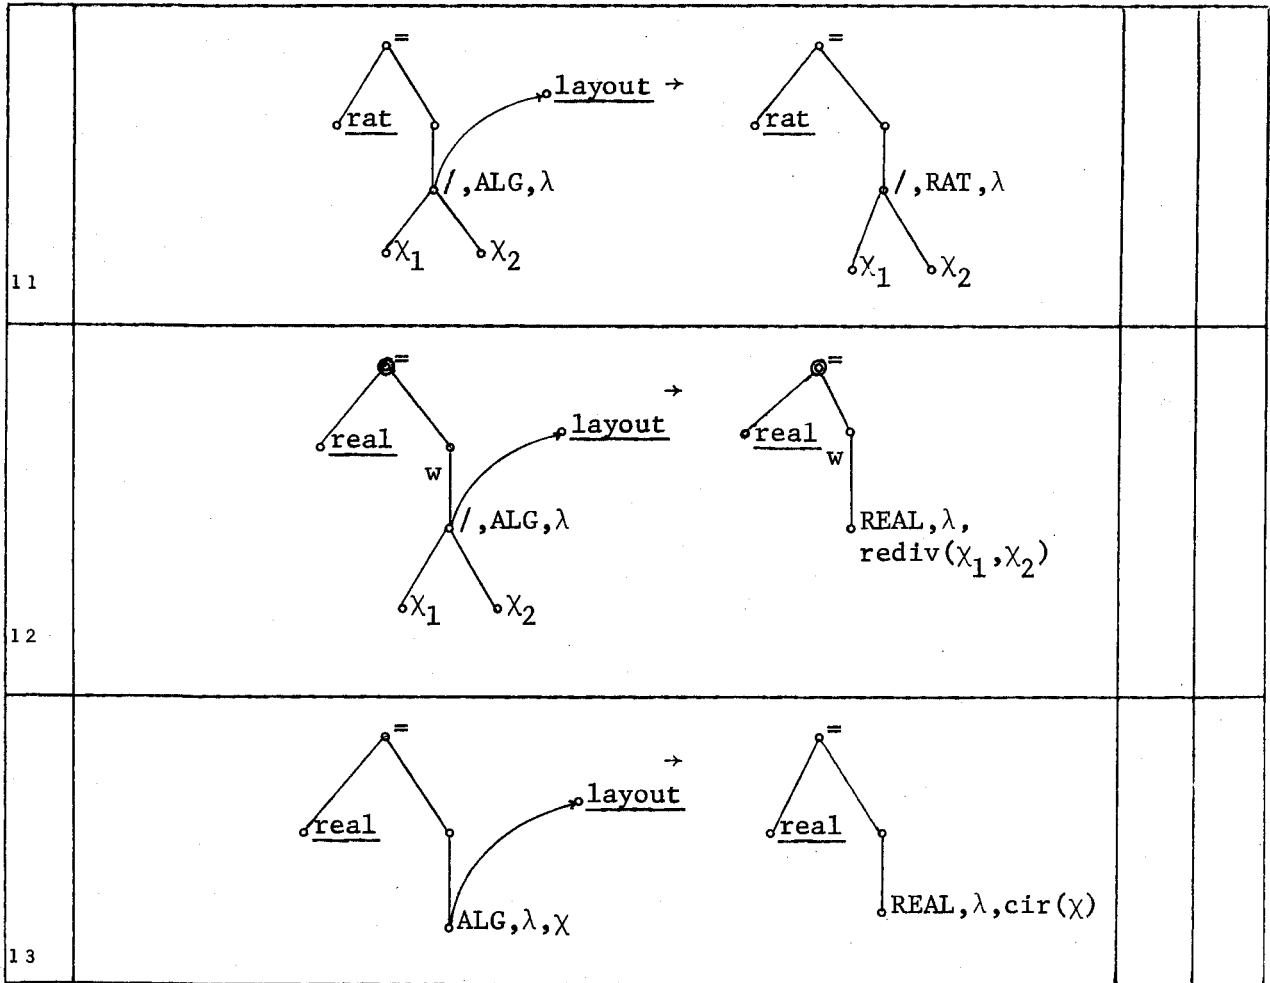 = =
layout →
rat rat
/ ,ALG,λ / ,RAT,λ
χ1 χ2 χ1 χ2
11
= =
→
layout
real real
w w
/ ,ALG,λ REAL,λ,
rediv(χ1,χ2)
χ1 χ2
12
= =
→
layout
real real
ALG,λ,χ REAL,λ,cir(χ)
13